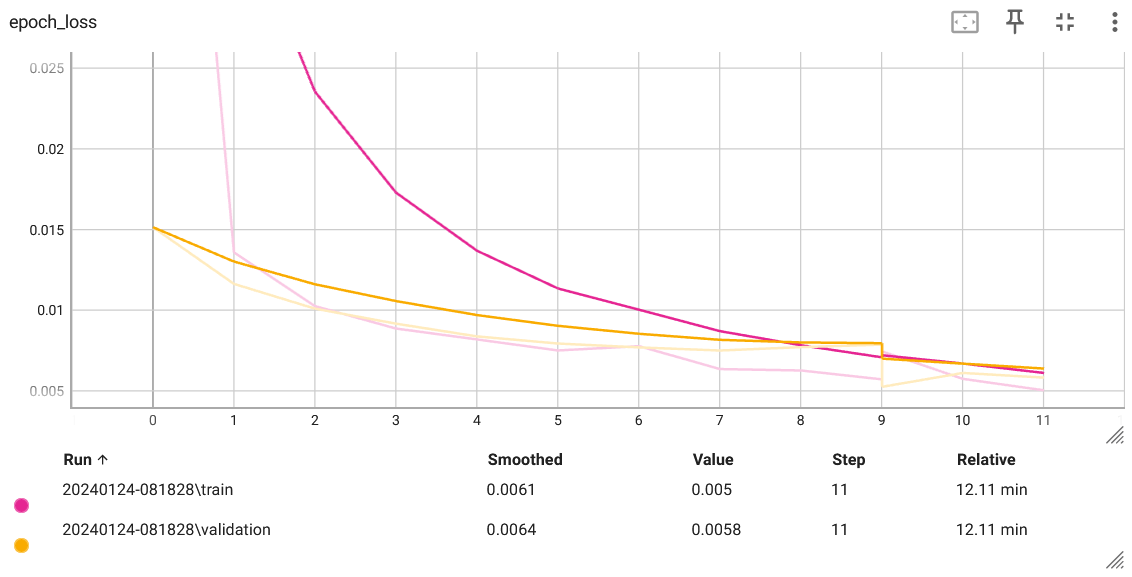 epoch_loss
0.025
0.02
0.015
0.01
0.005
0 1 2 3 4 5 6 7 8 9 10 11
Run ↑ Smoothed Value Step Relative
20240124-081828\train 0.0061 0.005 11 12.11 min
20240124-081828\validation 0.0064 0.0058 11 12.11 min